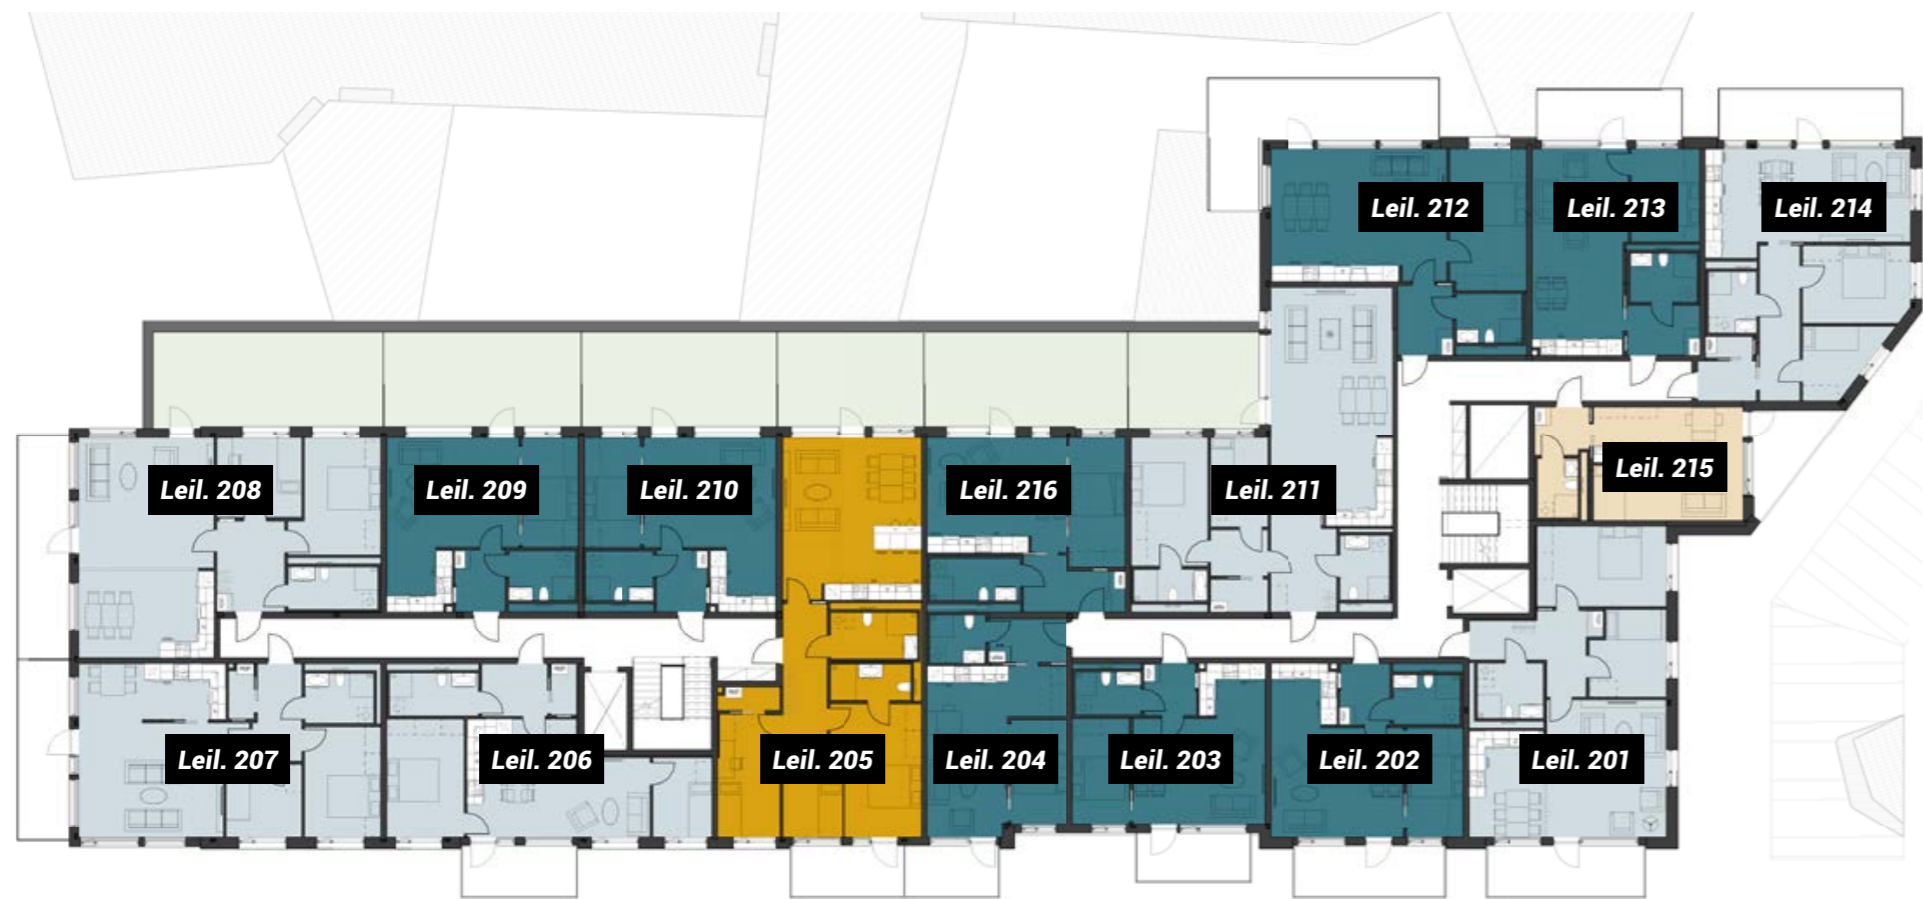 Leil. 212
Leil. 213
Leil. 214
Leil. 208
Leil. 209
Leil. 210
Leil. 216
Leil. 211
Leil. 215
Leil. 207
Leil. 206
Leil. 205
Leil. 204
Leil. 203
Leil. 202
Leil. 201